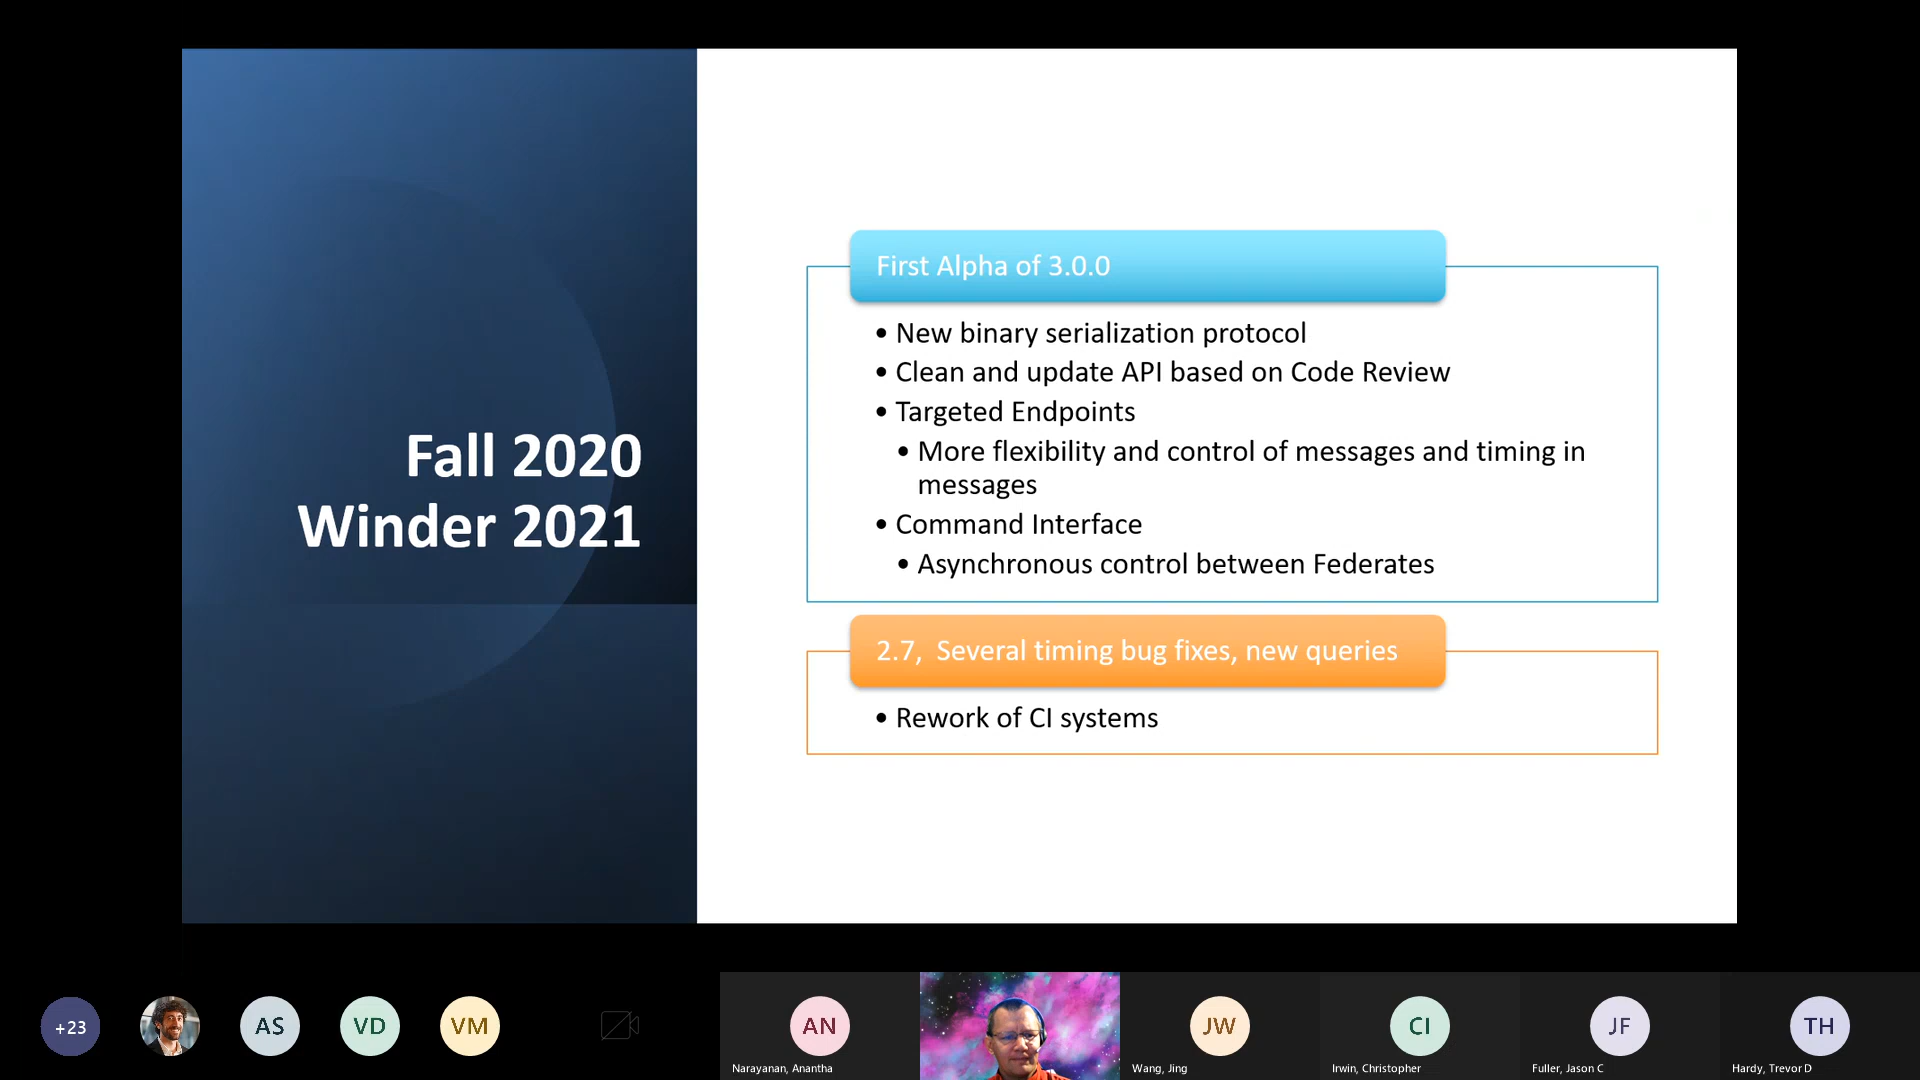 Fall 2020
Winder 2021
First Alpha of 3.0.0
• New binary serialization protocol
• Clean and update API based on Code Review
• Targeted Endpoints
• More flexibility and control of messages and timing in
messages
• Command Interface
• Asynchronous control between Federates
2.7,  Several timing bug fixes, new queries
• Rework of CI systems
+23
AS
VD
VM
AN
Narayanan, Anantha
JW
Wang, Jing
CI
Irwin, Christopher
JF
Fuller, Jason C
TH
Hardy, Trevor D